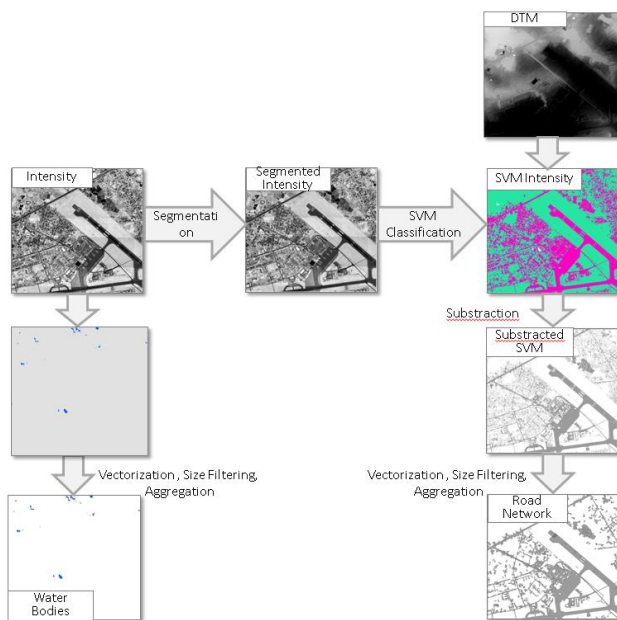 DTM
Intensity
Segmentati
on
Segmented
Intensity
SVM
Classification
SVM Intensity
Substraction
Substracted
SVM
Vectorization , Size Filtering,
Aggregation
Vectorization , Size Filtering,
Aggregation
Water
Bodies
Road
Network